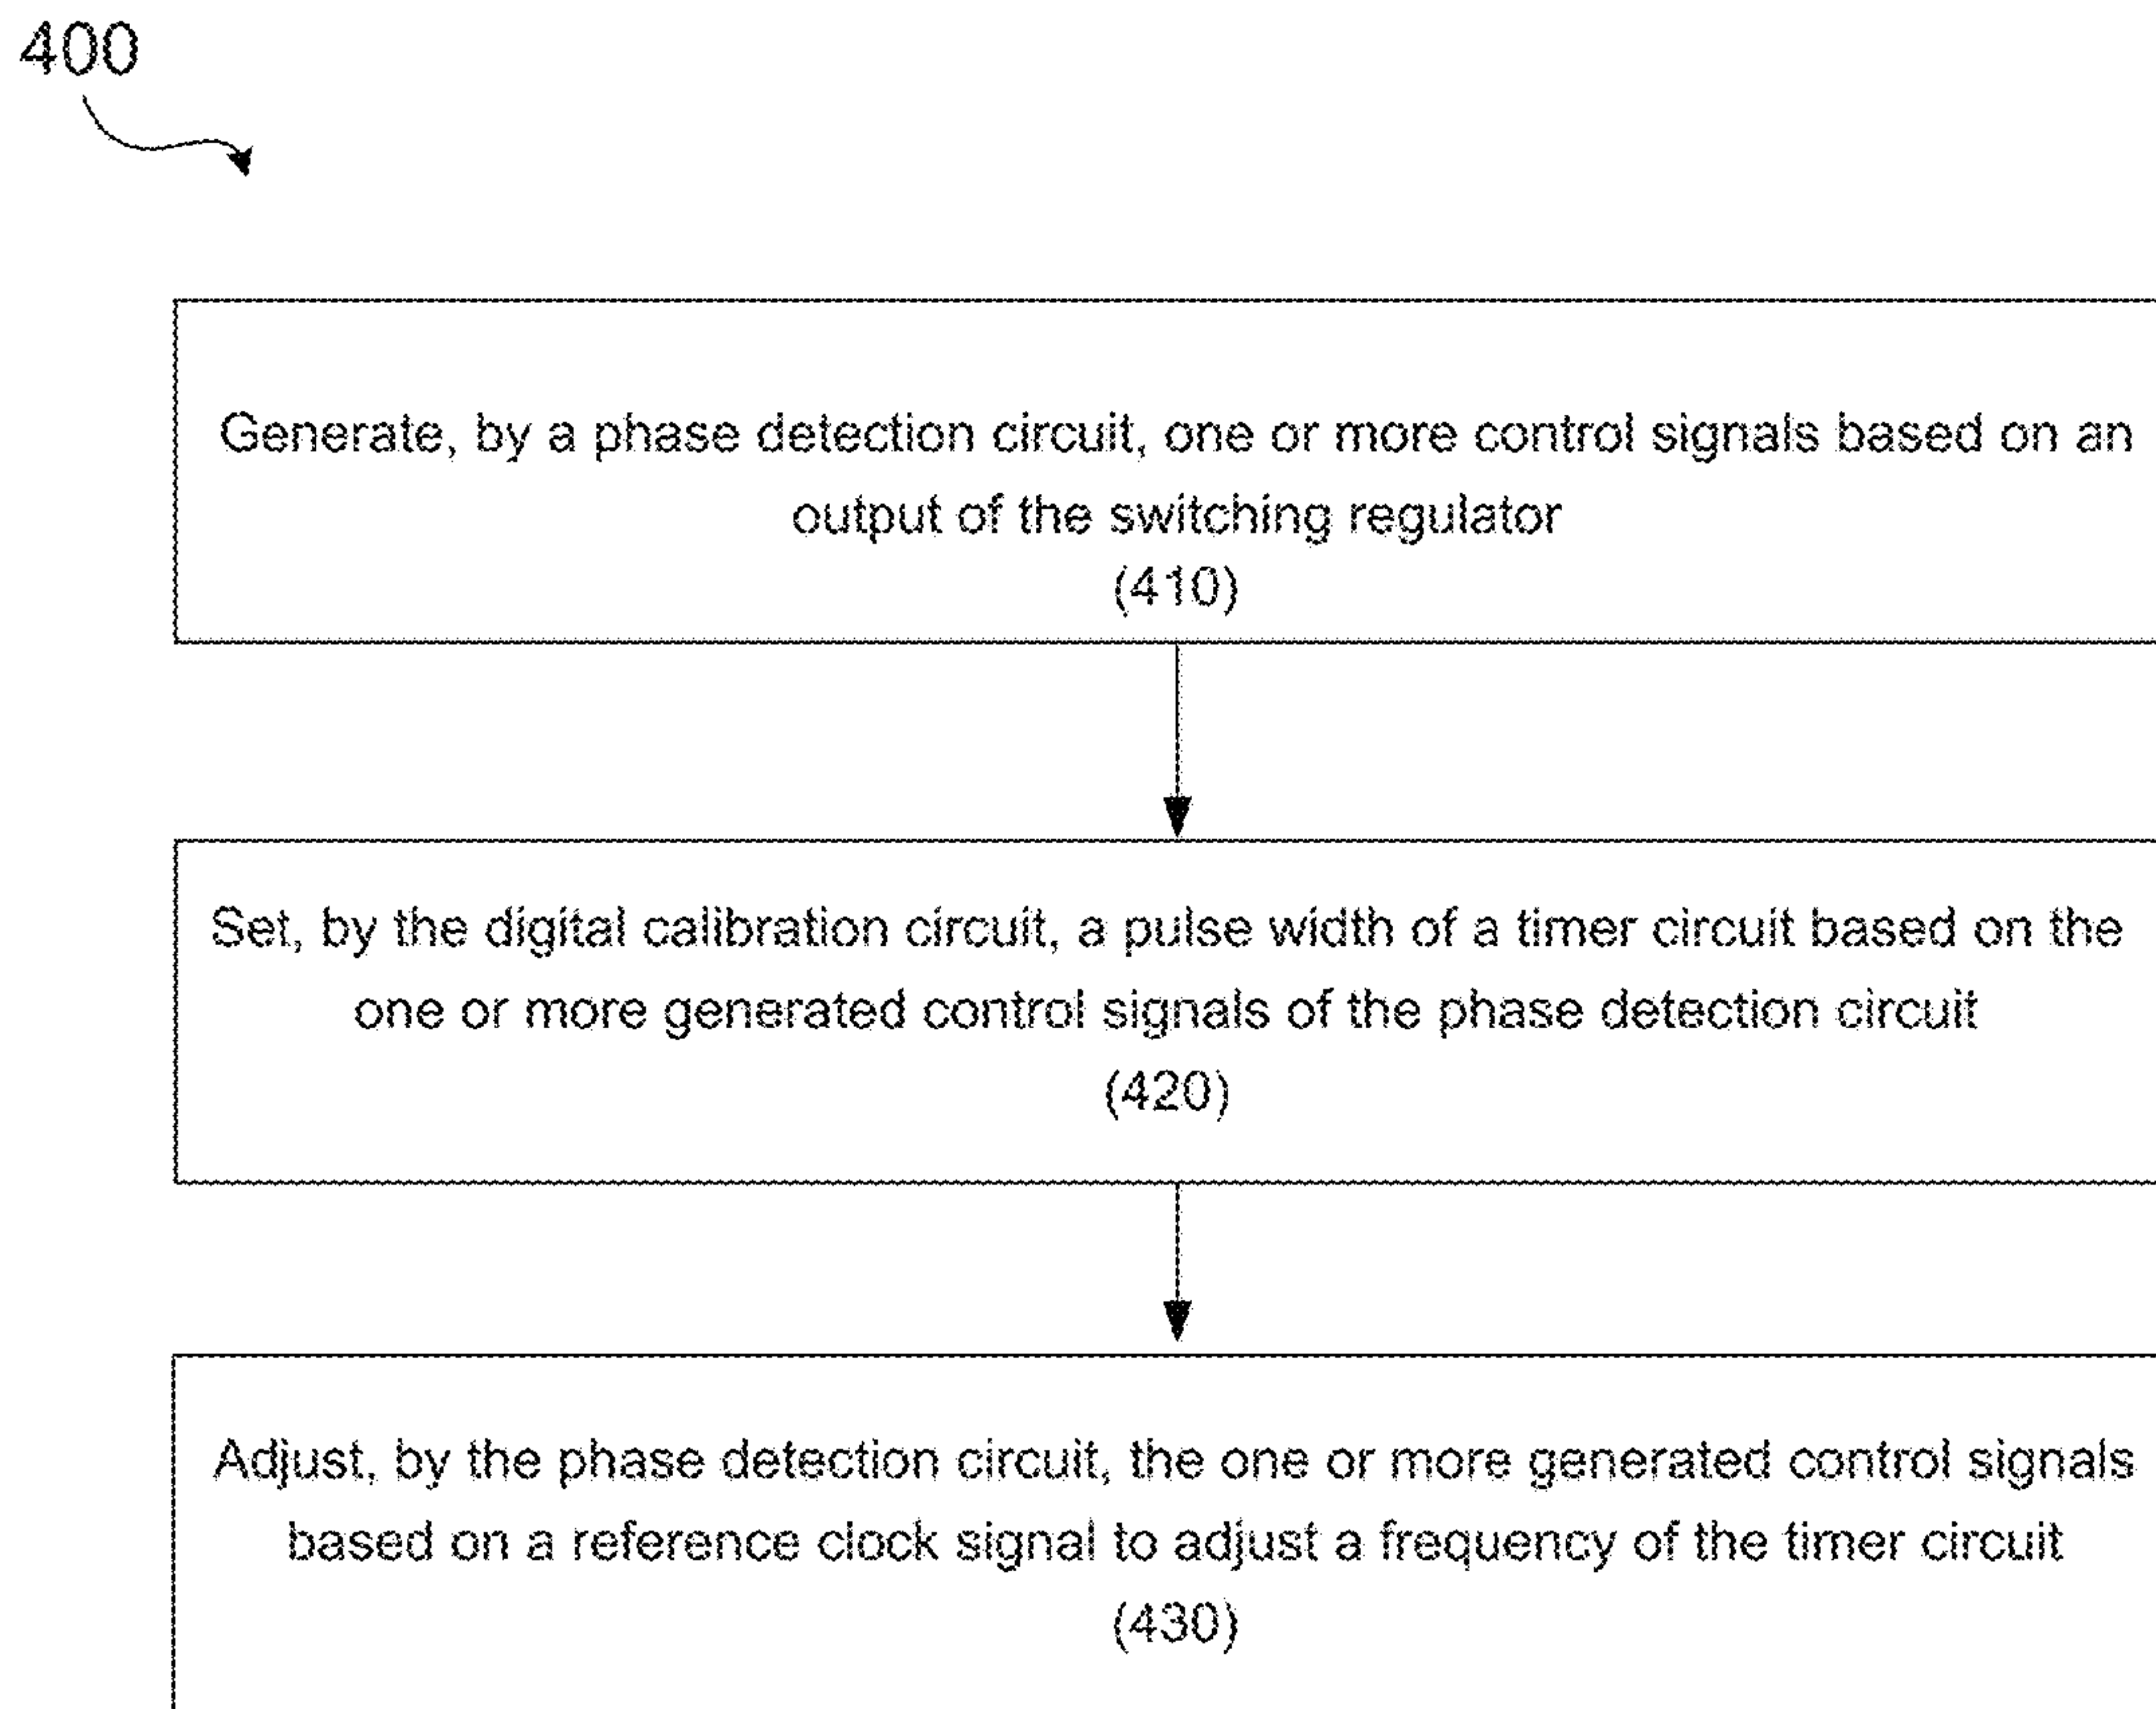 400
Generate, by a phase detection circuit, one or more control signals based on an
output of the switching regulator
(410)
Set, by the digital calibration circuit, a pulse width of a timer circuit based on the
one or more generated control signals of the phase detection circuit
(420)
Adjust, by the phase detection circuit, the one or more generated control signals
based on a reference clock signal to adjust a frequency of the timer circuit
(430)